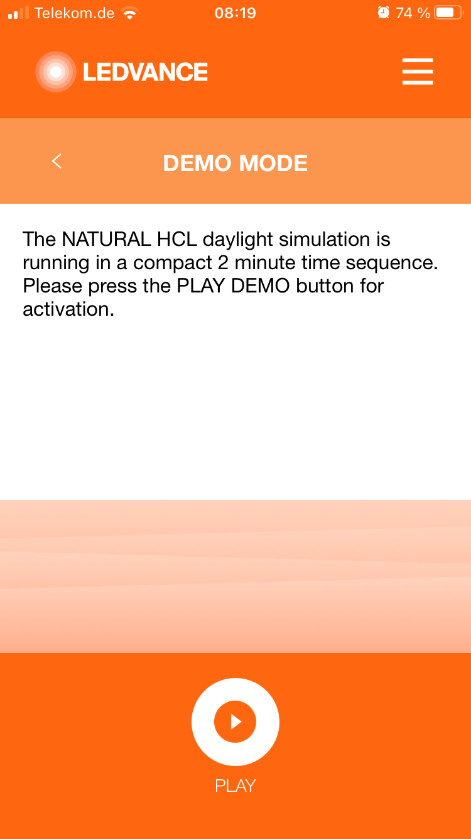 Telekom.de 08:19 74 %
LEDVANCE
DEMO MODE
The NATURAL HCL daylight simulation is
running in a compact 2 minute time sequence.
Please press the PLAY DEMO button for
activation.
PLAY